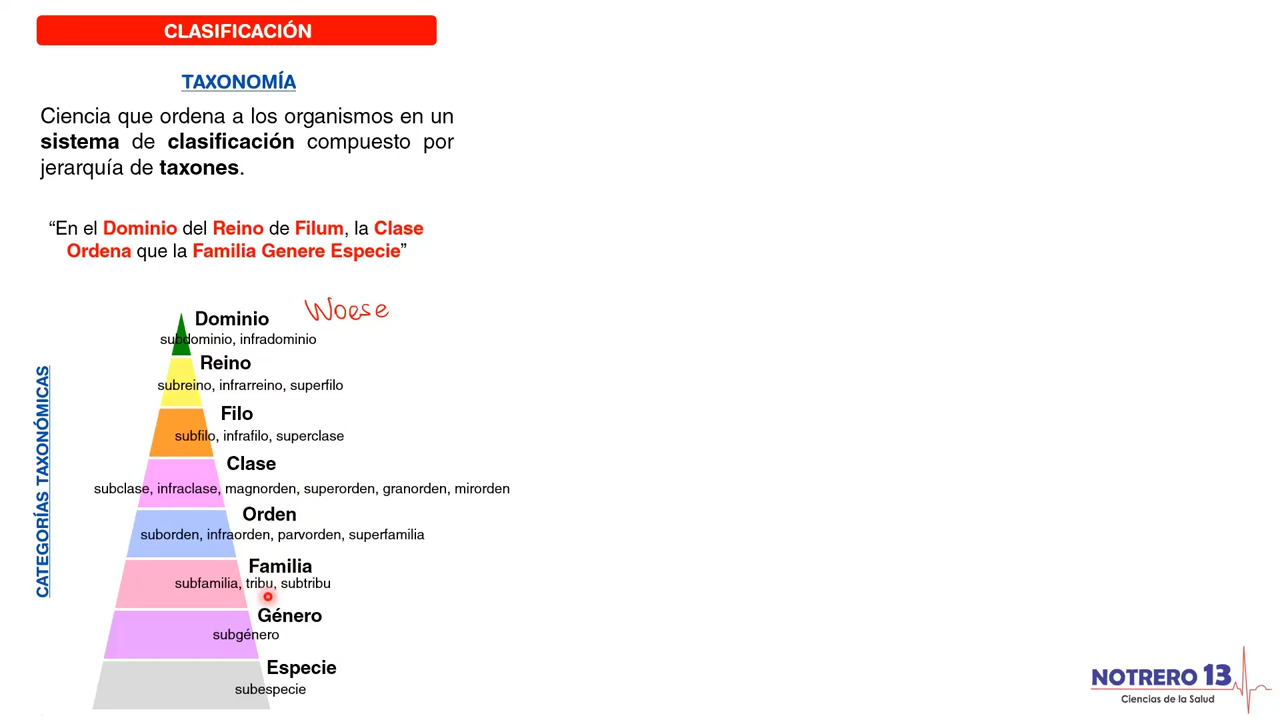 CLASIFICACIÓN
TAXONOMÍA
Ciencia que ordena a los organismos en un
sistema de clasificación compuesto por
jerarquía de taxones.
“En el Dominio del Reino de Filum, la Clase
Ordena que la Familia Genere Especie”
CATEGORÍAS TAXONÓMICAS
Dominio
Woese
subdominio, infradominio
Reino
subreino, infrarreino, superfilo
Filo
subfilo, infrafilo, superclase
Clase
subclase, infraclase, magnorden, superorden, granorden, mirorden
Orden
suborden, infraorden, parvorden, superfamilia
Familia
subfamilia, tribu, subtribu
Género
subgénero
Especie
subespecie
NOTRERO 13
Ciencias de la Salud